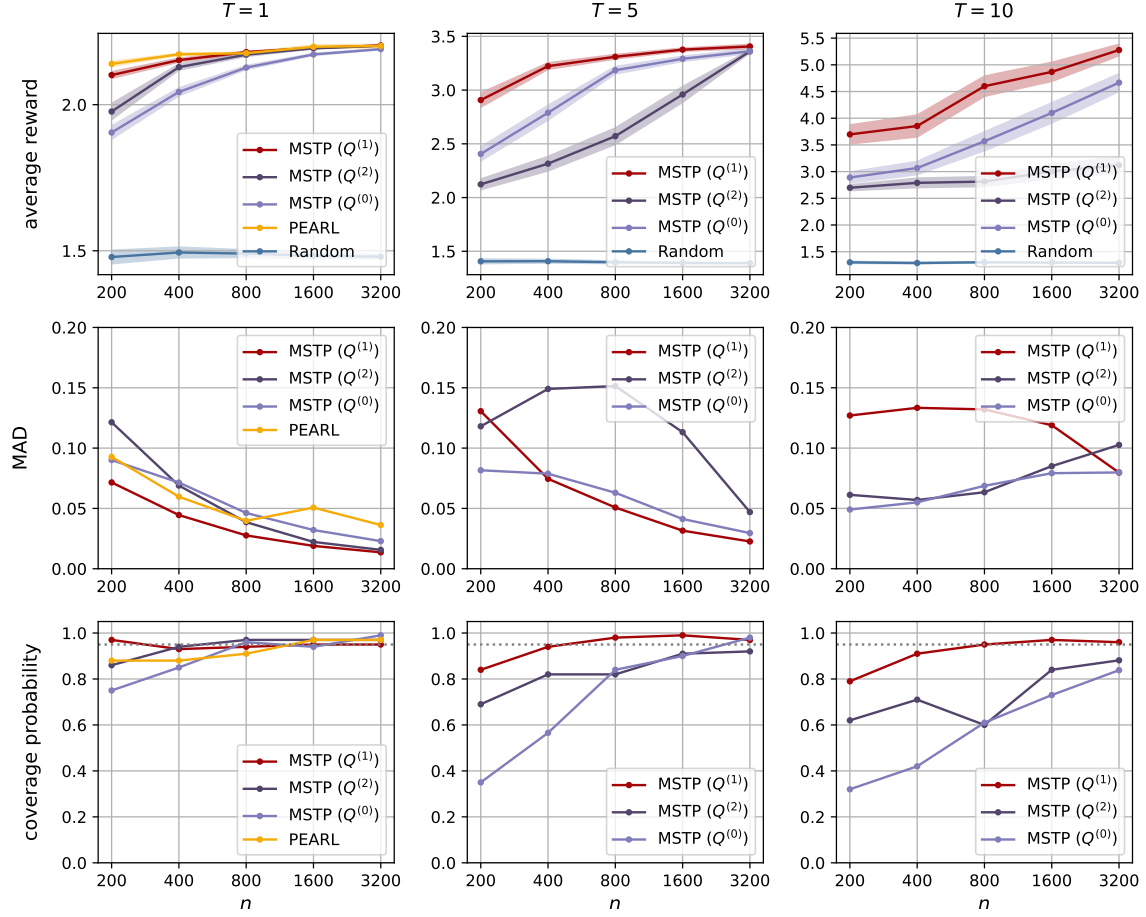 T = 1
T = 5
T = 10
average reward
2.0
1.5
200 400 800 1600 3200
MSTP (Q^(1))
MSTP (Q^(2))
MSTP (Q^(0))
PEARL
Random
3.5
3.0
2.5
2.0
1.5
200 400 800 1600 3200
MSTP (Q^(1))
MSTP (Q^(2))
MSTP (Q^(0))
Random
5.5
5.0
4.5
4.0
3.5
3.0
2.5
2.0
1.5
200 400 800 1600 3200
MSTP (Q^(1))
MSTP (Q^(2))
MSTP (Q^(0))
Random
MAD
0.20
0.15
0.10
0.05
0.00
200 400 800 1600 3200
MSTP (Q^(1))
MSTP (Q^(2))
MSTP (Q^(0))
PEARL
0.20
0.15
0.10
0.05
0.00
200 400 800 1600 3200
MSTP (Q^(1))
MSTP (Q^(2))
MSTP (Q^(0))
0.20
0.15
0.10
0.05
0.00
200 400 800 1600 3200
MSTP (Q^(1))
MSTP (Q^(2))
MSTP (Q^(0))
coverage probability
1.0
0.8
0.6
0.4
0.2
0.0
200 400 800 1600 3200
n
MSTP (Q^(1))
MSTP (Q^(2))
MSTP (Q^(0))
PEARL
1.0
0.8
0.6
0.4
0.2
0.0
200 400 800 1600 3200
n
MSTP (Q^(1))
MSTP (Q^(2))
MSTP (Q^(0))
1.0
0.8
0.6
0.4
0.2
0.0
200 400 800 1600 3200
n
MSTP (Q^(1))
MSTP (Q^(2))
MSTP (Q^(0))